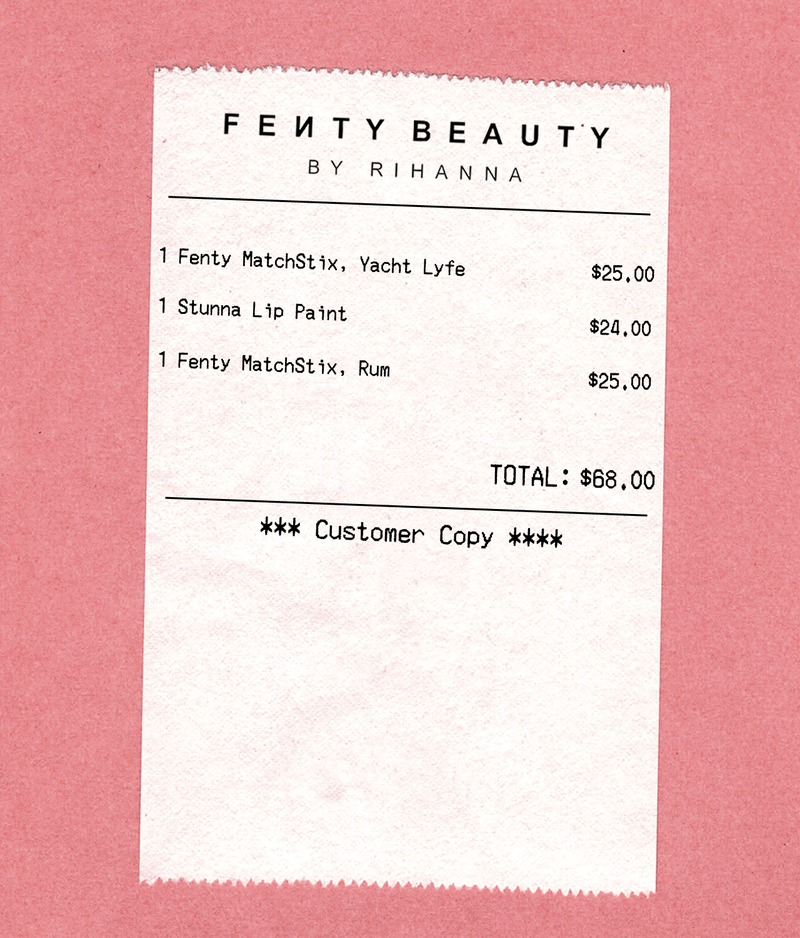 FEИTY BEAUTY
BY RIHANNA
1 Fenty MatchStix, Yacht Lyfe $25.00
1 Stunna Lip Paint $24.00
1 Fenty MatchStix, Rum $25.00
TOTAL: $68.00
*** Customer Copy ****